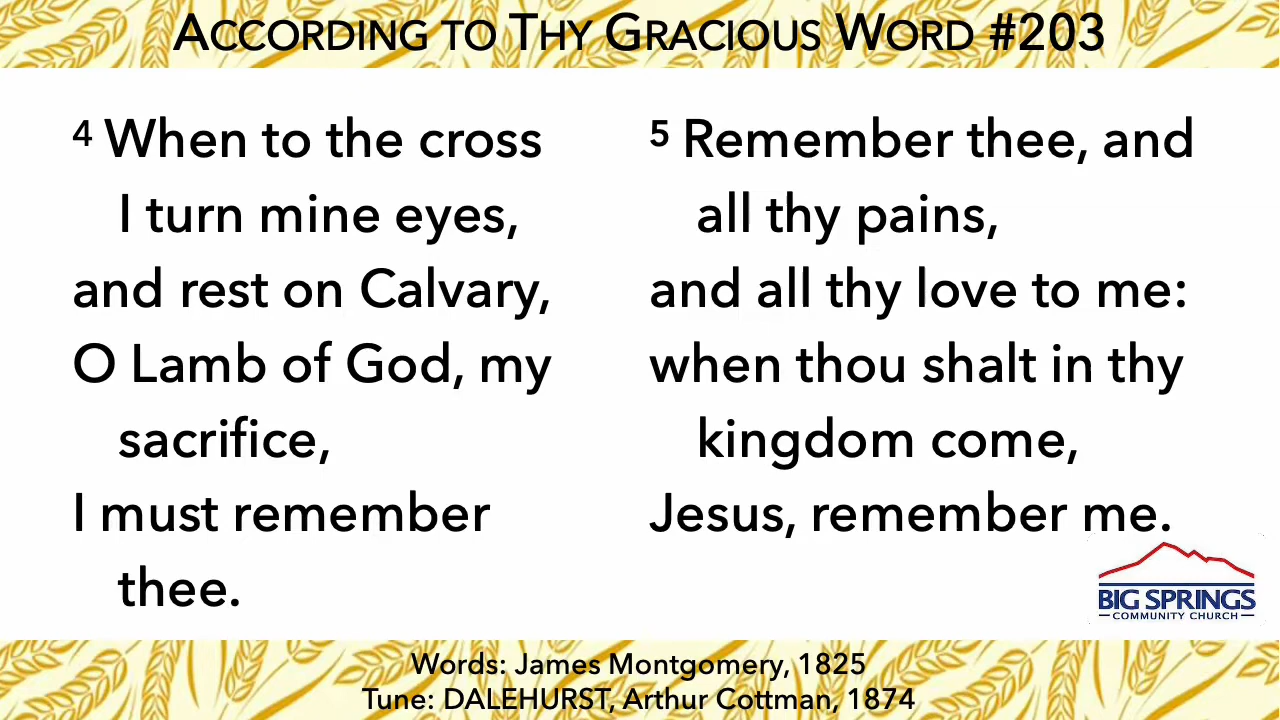 According to Thy Gracious Word #203
4 When to the cross
I turn mine eyes,
and rest on Calvary,
O Lamb of God, my
sacrifice,
I must remember
thee.
5 Remember thee, and
all thy pains,
and all thy love to me:
when thou shalt in thy
kingdom come,
Jesus, remember me.
BIG SPRINGS
COMMUNITY CHURCH
Words: James Montgomery, 1825
Tune: DALEHURST, Arthur Cottman, 1874